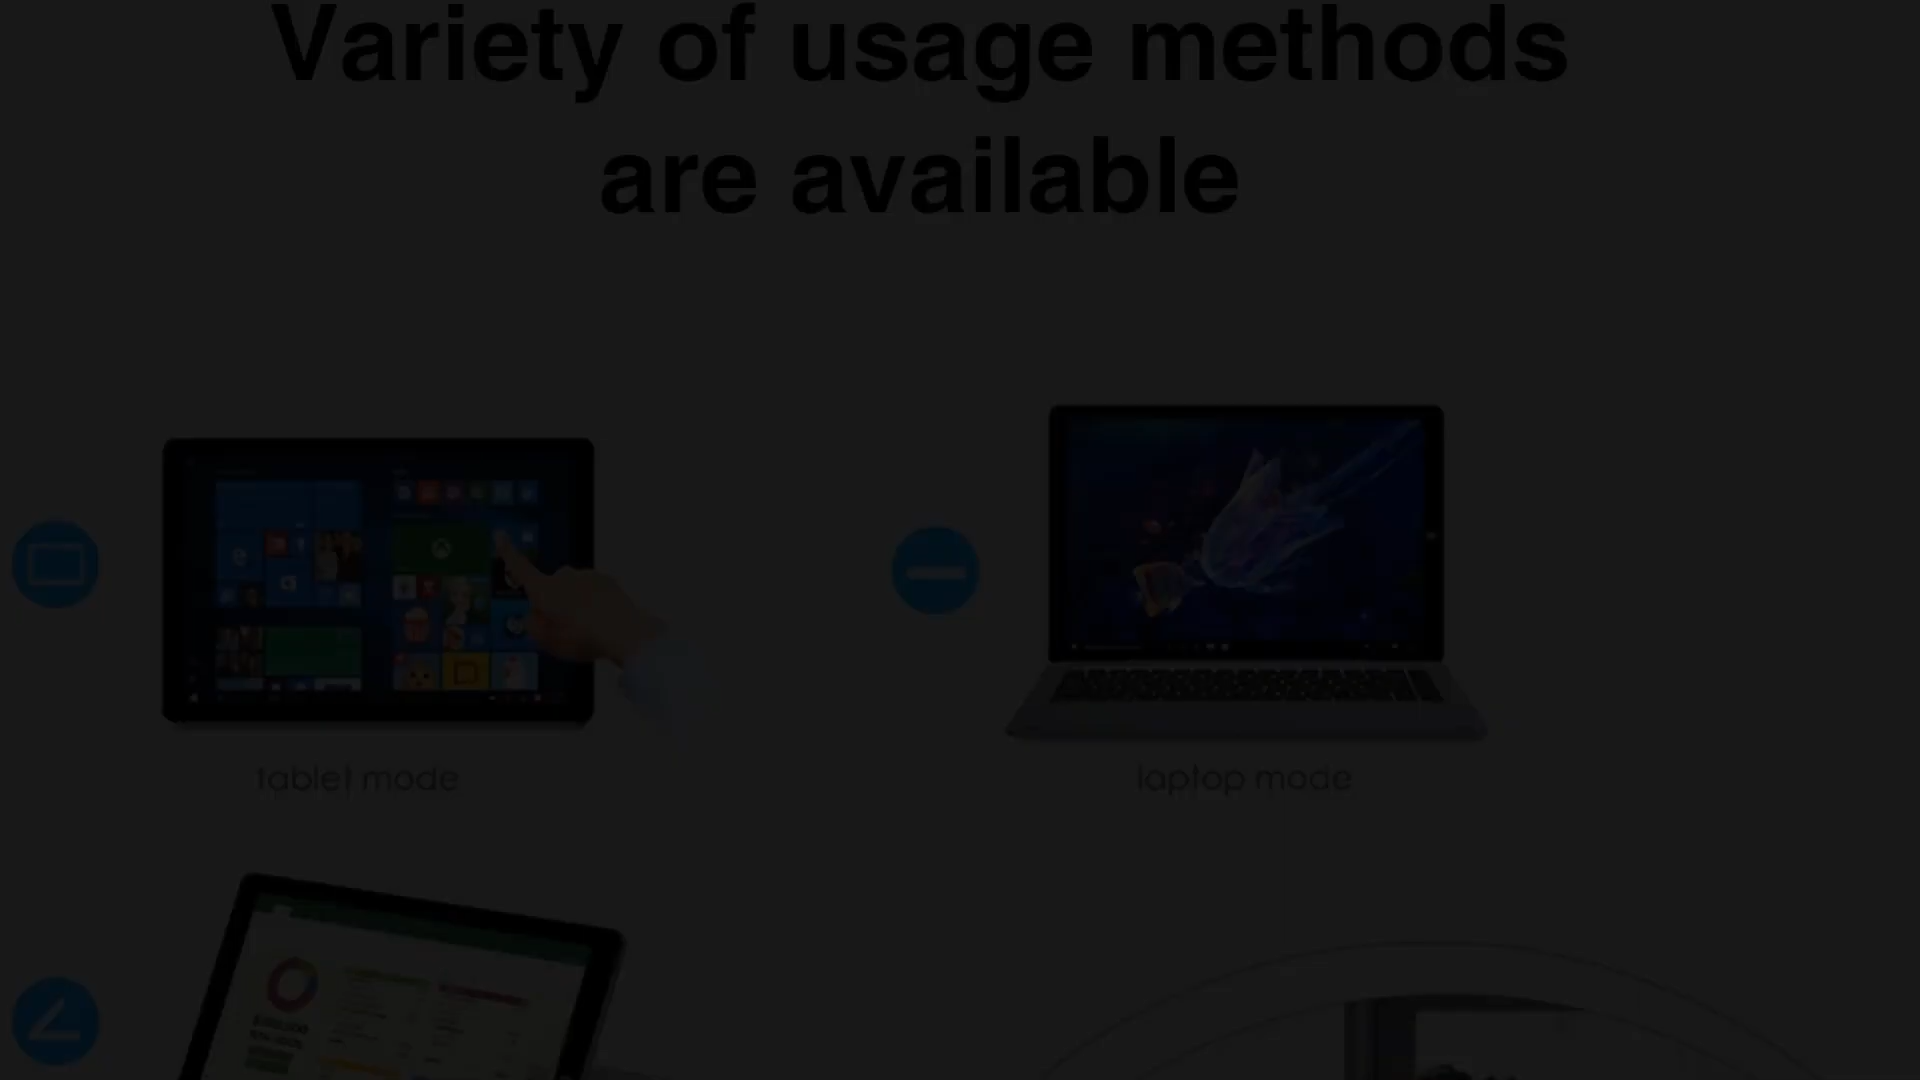 Variety of usage methods
are available
tablet mode
laptop mode